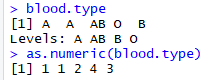 > blood.type
[1] A A AB O B
Levels: A AB B O
> as.numeric(blood.type)
[1] 1 1 2 4 3